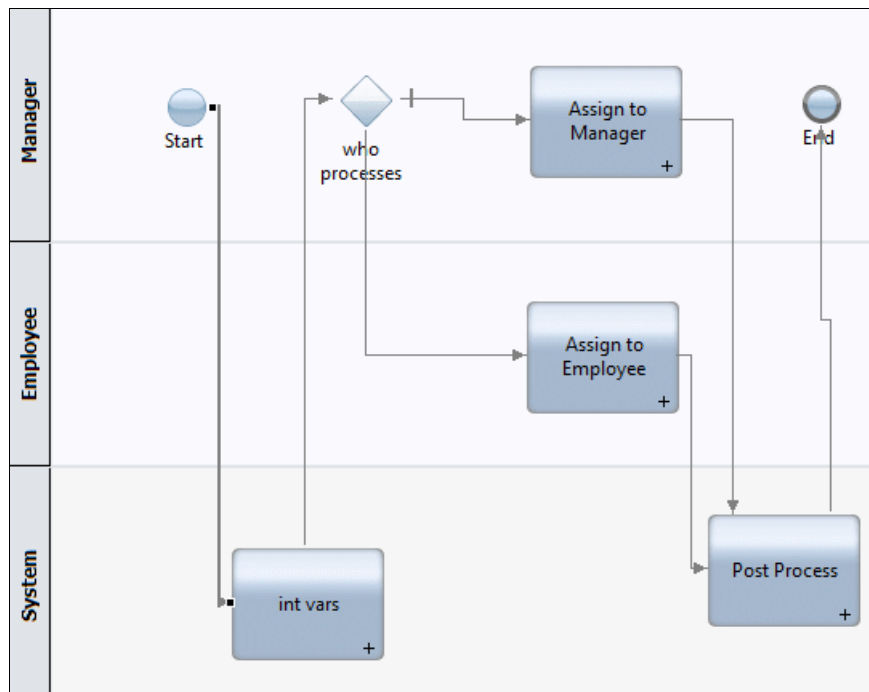 Manager
Start
who
processes
Assign to
Manager
+
End
Employee
Assign to
Employee
+
System
int vars
+
Post Process
+